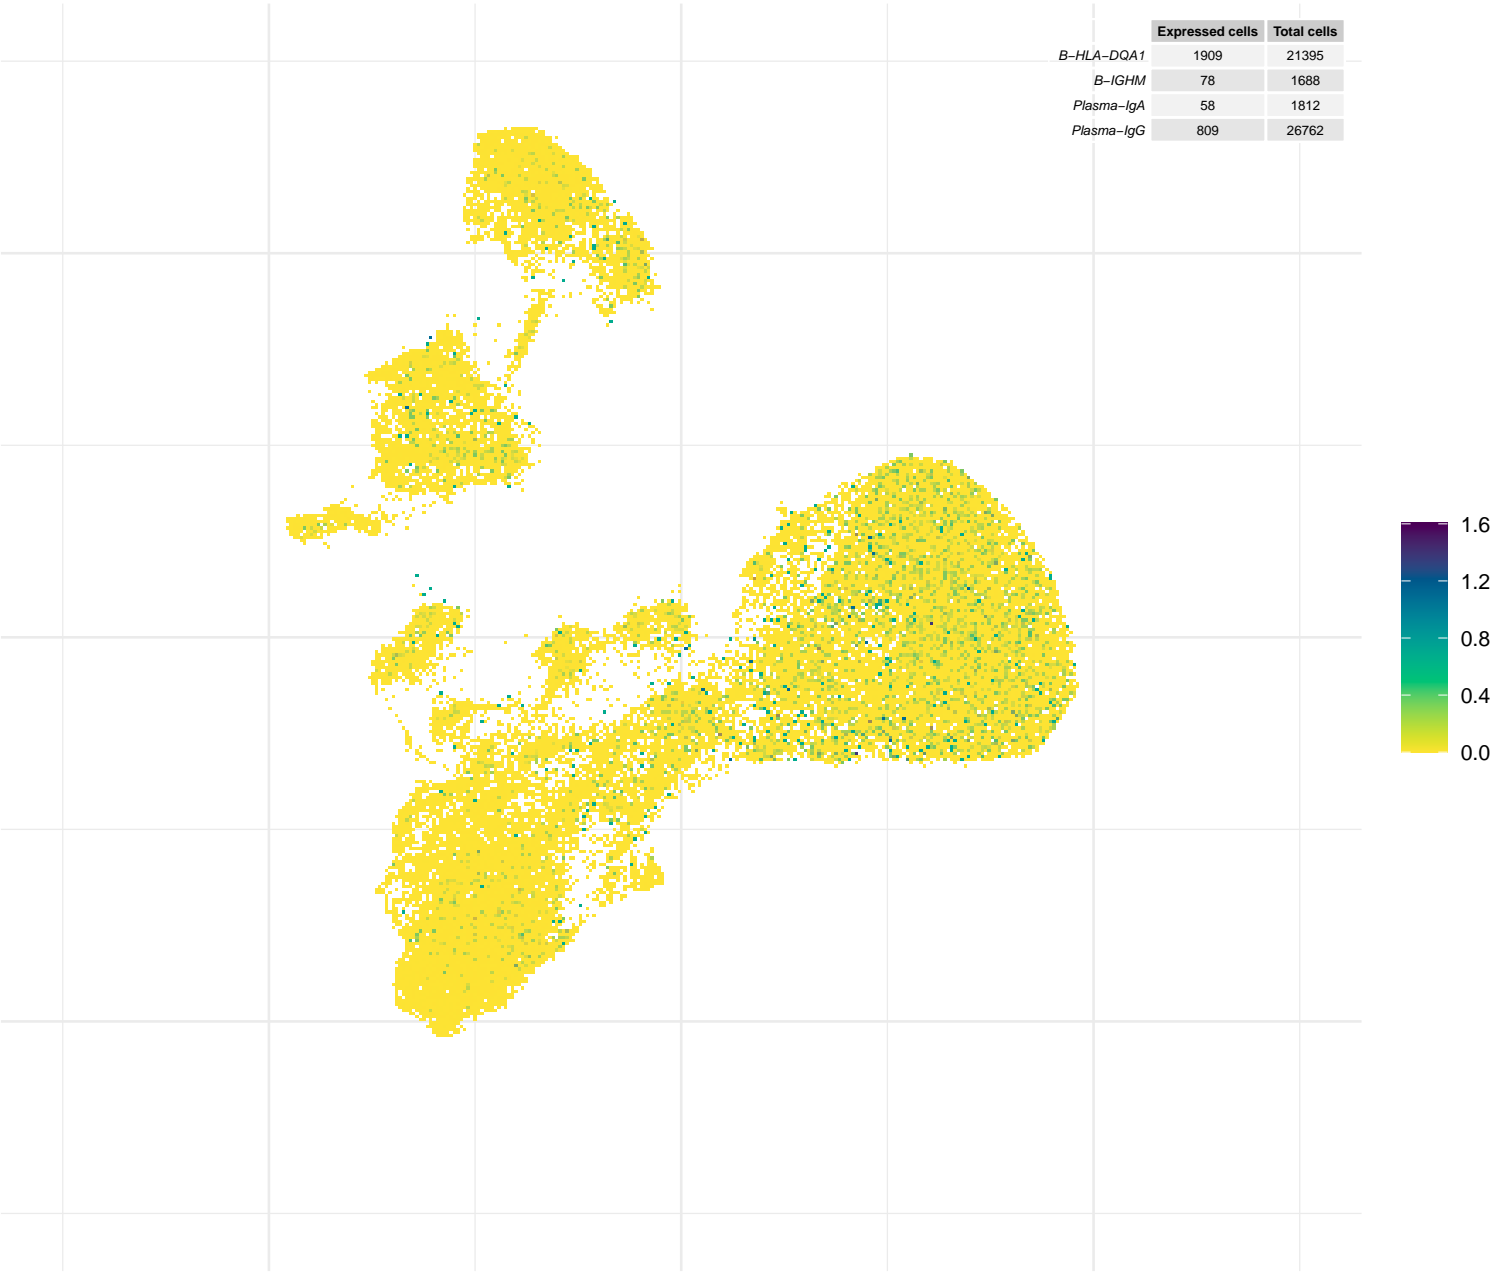 Expressed cells Total cells
B-HLA-DQA1 1909 21395
B-IGHM 78 1688
Plasma-IgA 58 1812
Plasma-IgG 809 26762
1.6
1.2
0.8
0.4
0.0